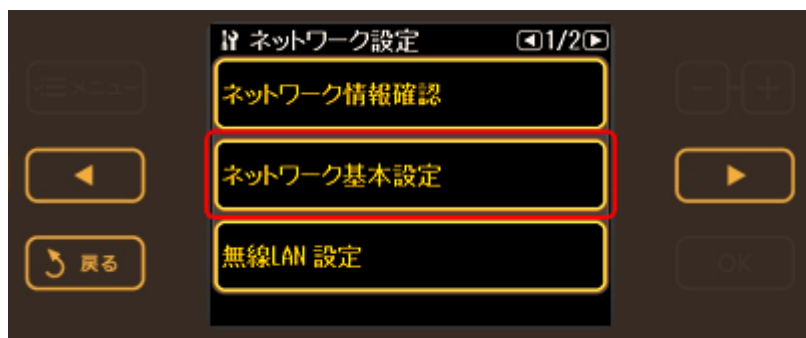 ネットワーク設定 ◀1/2▶
メニュー
ネットワーク情報確認
ネットワーク基本設定
戻る
無線LAN 設定
OK